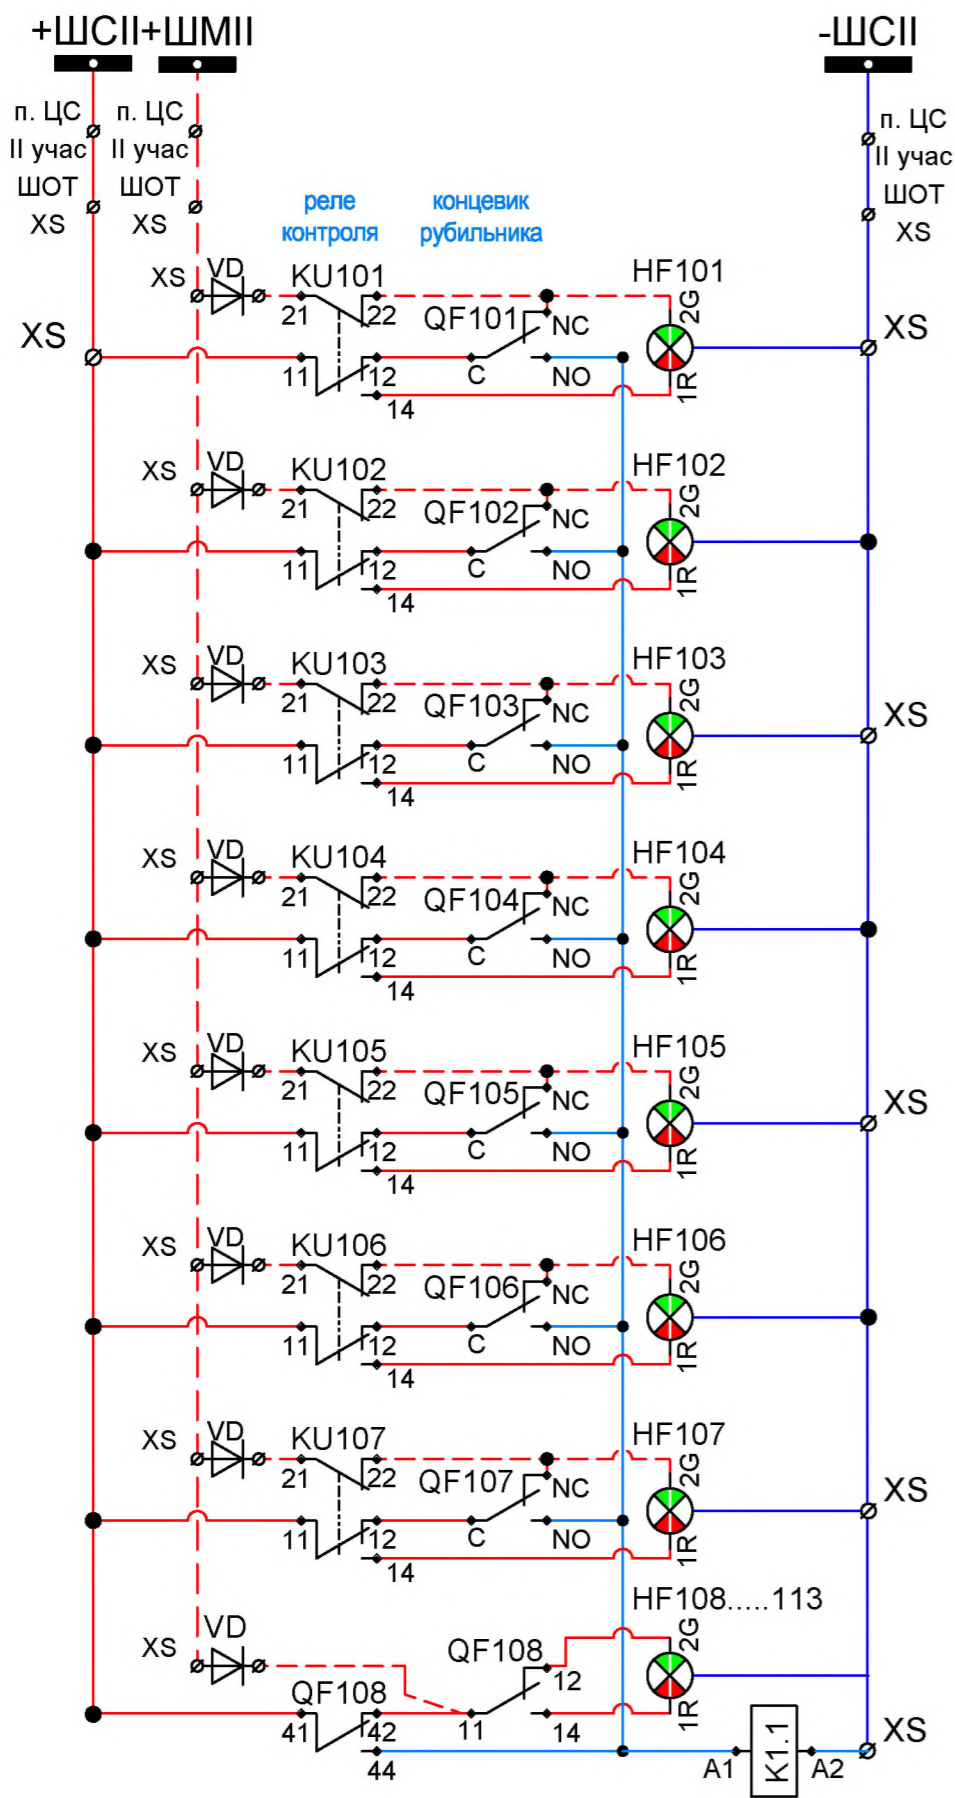 +ШСII +ШМII -ШСII
п. ЦС п. ЦС п. ЦС
II учас II учас II учас
ШОТ ШОТ ШОТ
XS XS XS
реле концевик
контроля рубильника
XS VD KU101 HF101
21 22 QF101 NC 2G
XS XS
11 12 C NO 1R
14
XS VD KU102 HF102
21 22 QF102 NC 2G
11 12 C NO 1R
14
XS VD KU103 HF103
21 22 QF103 NC 2G
XS
11 12 C NO 1R
14
XS VD KU104 HF104
21 22 QF104 NC 2G
11 12 C NO 1R
14
XS VD KU105 HF105
21 22 QF105 NC 2G
XS
11 12 C NO 1R
14
XS VD KU106 HF106
21 22 QF106 NC 2G
11 12 C NO 1R
14
XS VD KU107 HF107
21 22 QF107 NC 2G
XS
11 12 C NO 1R
14
HF108.....113
XS VD QF108 2G
12
QF108
41 42 11 14 1R
XS
44 A1 K1.1 A2